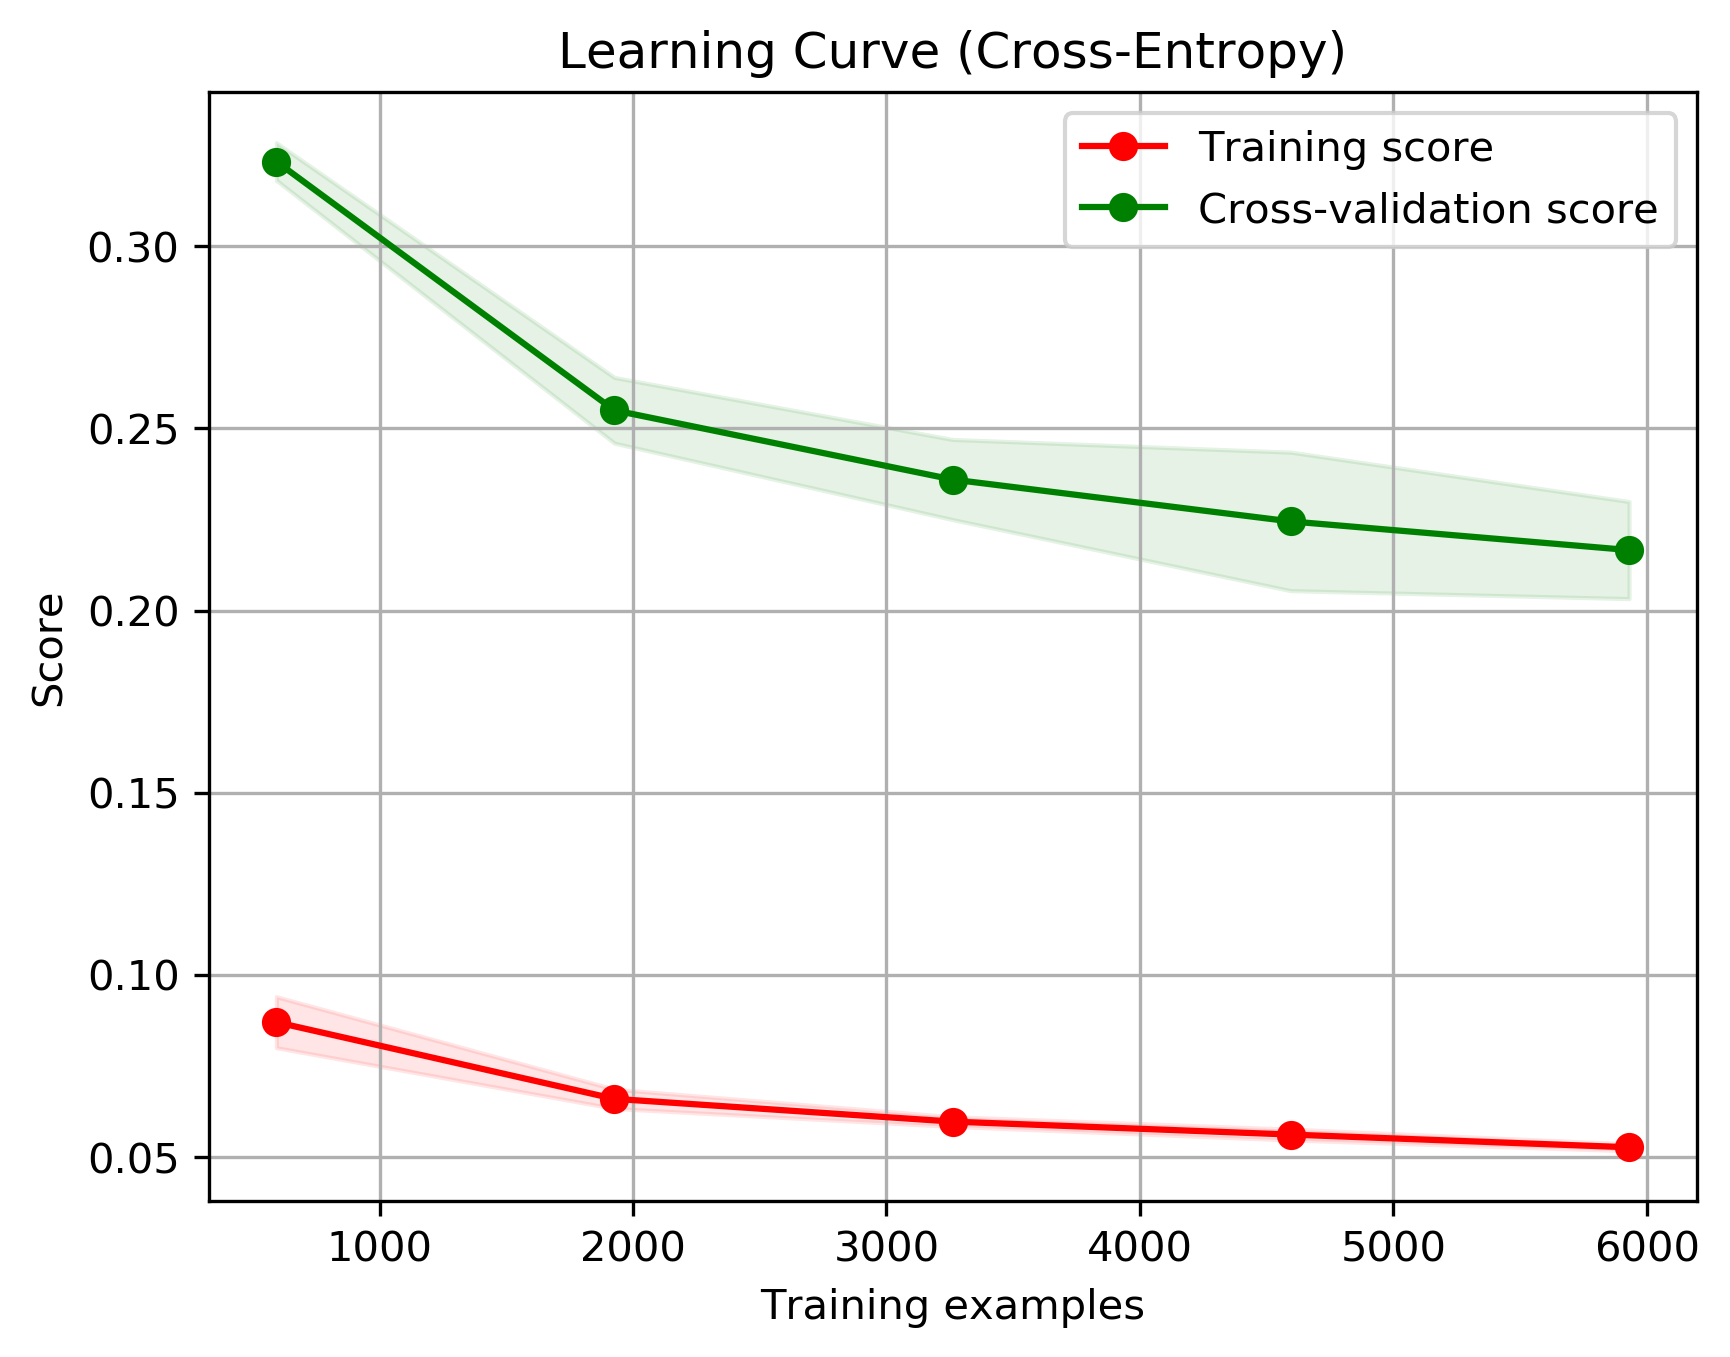 Learning Curve (Cross-Entropy)
Training score
Cross-validation score
0.30
0.25
0.20
0.15
0.10
0.05
Score
1000 2000 3000 4000 5000 6000
Training examples